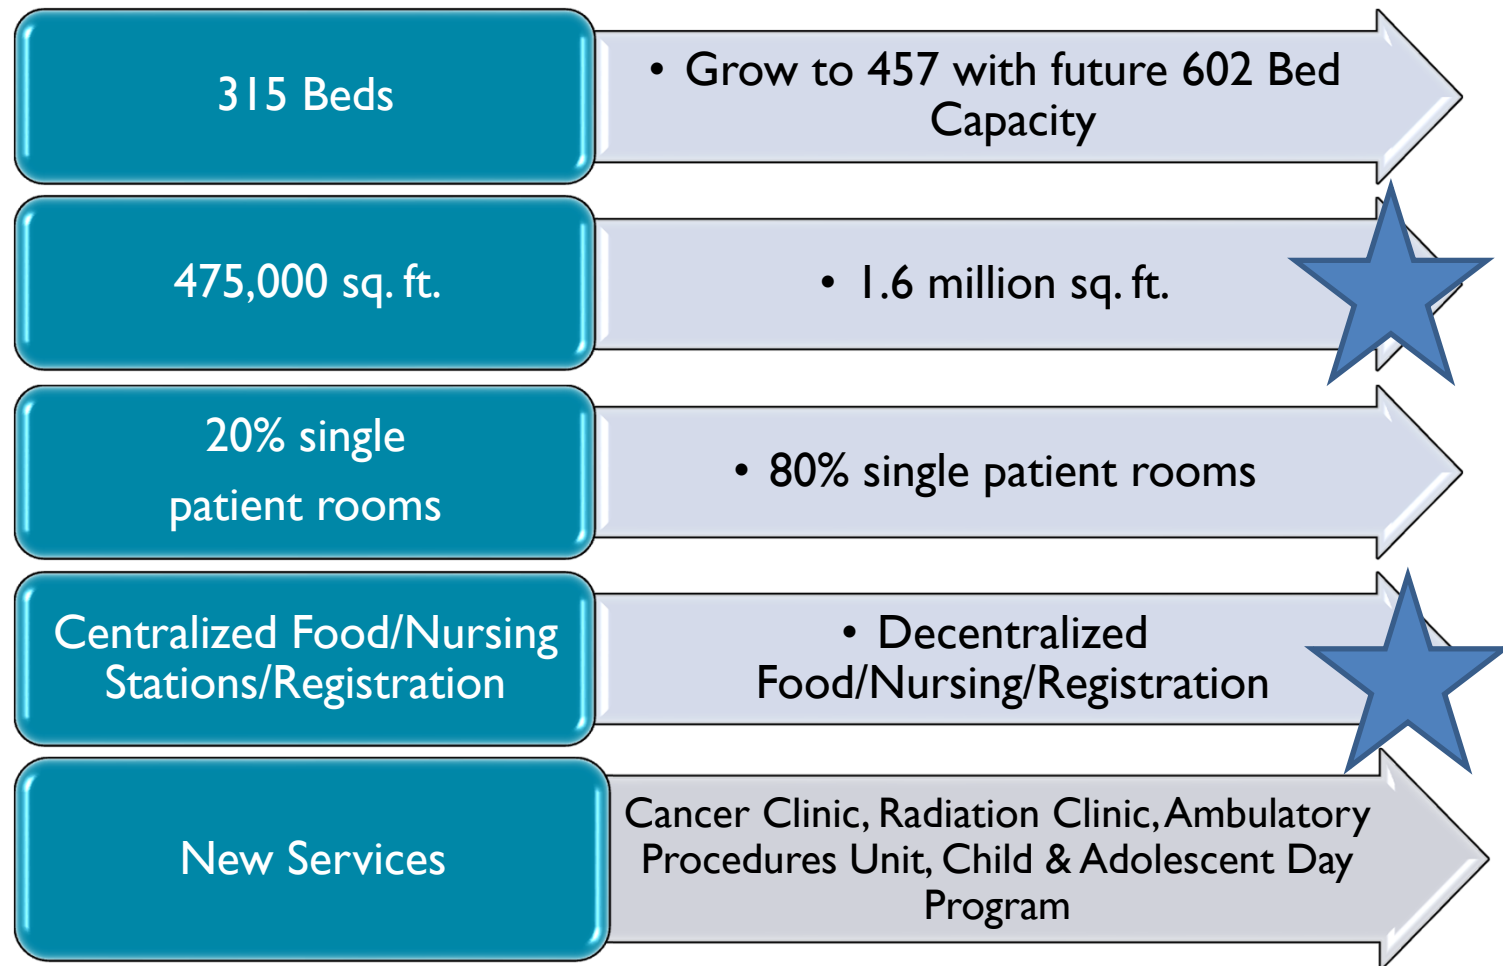 315 Beds
• Grow to 457 with future 602 Bed
Capacity
475,000 sq. ft.
• 1.6 million sq. ft.
20% single
patient rooms
• 80% single patient rooms
Centralized Food/Nursing
Stations/Registration
• Decentralized
Food/Nursing/Registration
New Services
Cancer Clinic, Radiation Clinic, Ambulatory
Procedures Unit, Child & Adolescent Day
Program